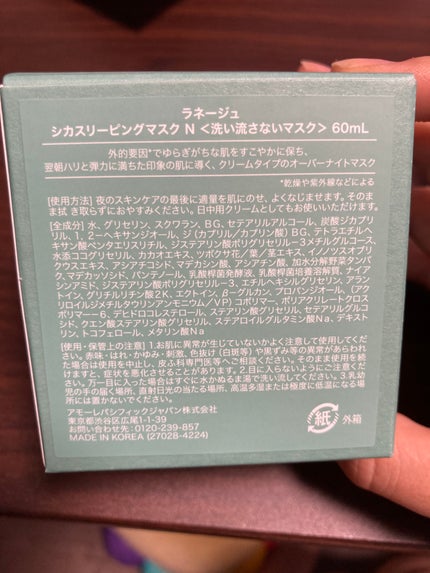 ラネージュ
シカスリーピングマスク N ＜洗い流さないマスク＞ 60mL
外的要因*でゆらぎがちな肌をすこやかに保ち、
翌朝ハリと弾力に満ちた印象の肌に導く、クリームタイプのオーバーナイトマスク
*乾燥や紫外線などによる
[使用方法] 夜のスキンケアの最後に適量を肌にのせ、よくなじませます。そのま
ま拭き取らずにおやすみください。日中用クリームとしてもお使いいただけます。
[全成分] 水、グリセリン、スクワラン、ＢＧ、セテアリルアルコール、炭酸ジカプ
リリル、１，２－ヘキサンジオール、ジ（カプリル／カプリン酸）ＢＧ、テトラエチルヘ
キサン酸ペンタエリスリチル、ジステアリン酸ポリグリセリル－３メチルグルコース、
水添ココグリセリル、カカオエキス、ツボクサ花／葉／茎エキス、イノノツスオブリ
クウスエキス、アシアチコシド、マデカシン酸、アシアチン酸、加水分解野菜タンパ
ク、マデカッソシド、パンテノール、乳酸桿菌発酵液、乳酸桿菌培養溶解質、ナイア
シンアミド、ジステアリン酸ポリグリセリル－３、エチルヘキシルグリセリン、アラン
トイン、グリチルリチン酸２Ｋ、エクトイン、β－グルカン、プロパンジオール、（アク
リロイルジメチルタウリンアンモニウム／ＶＰ）コポリマー、ポリアクリレートクロス
ポリマー－６、デヒドロコレステロール、ステアリン酸グリセリル、セテアリルグルコ
シド、クエン酸ステアリン酸グリセリル、ステアロイルグルタミン酸Ｎａ、デキスト
リン、トコフェロール、メタリン酸Ｎａ
[使用・保管上の注意] 1.お肌に異常が生じていないかよく注意して使用してくだ
さい。赤味・はれ・かゆみ・刺激、色抜け（白斑等）や黒ずみ等の異常があらわれ
た場合は使用を中止し、皮ふ科専門医等へご相談ください。そのまま使用を続
けますと、症状を悪化させることがあります。2.目に入らないようにご注意くだ
さい。万一目に入った場合はすぐに水かぬるま湯で洗い流してください。3.乳幼
児の手の届く場所、直射日光の当たる場所、高温多湿または極度に低温になる場
所には置かないでください。
アモーレパシフィックジャパン株式会社
東京都渋谷区広尾1-1-39
お問い合わせ先：0120-239-857
MADE IN KOREA (27028-4224)
紙 外箱